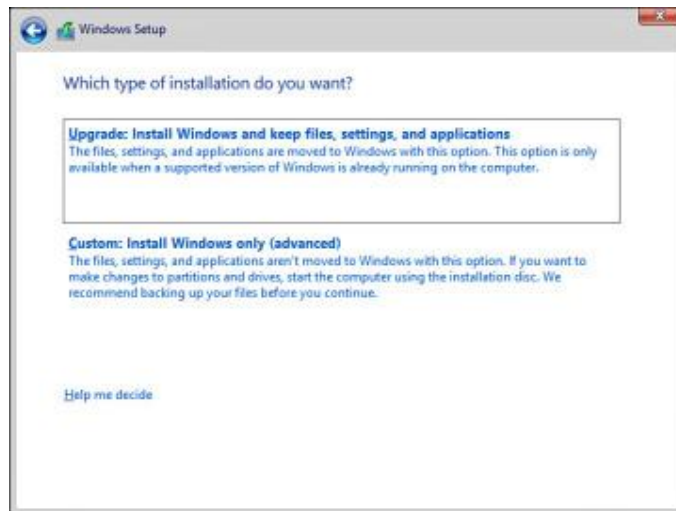 Windows Setup
Which type of installation do you want?
Upgrade: Install Windows and keep files, settings, and applications
The files, settings, and applications are moved to Windows with this option. This option is only
available when a supported version of Windows is already running on the computer.
Custom: Install Windows only (advanced)
The files, settings, and applications aren't moved to Windows with this option. If you want to
make changes to partitions and drives, start the computer using the installation disc. We
recommend backing up your files before you continue.
Help me decide